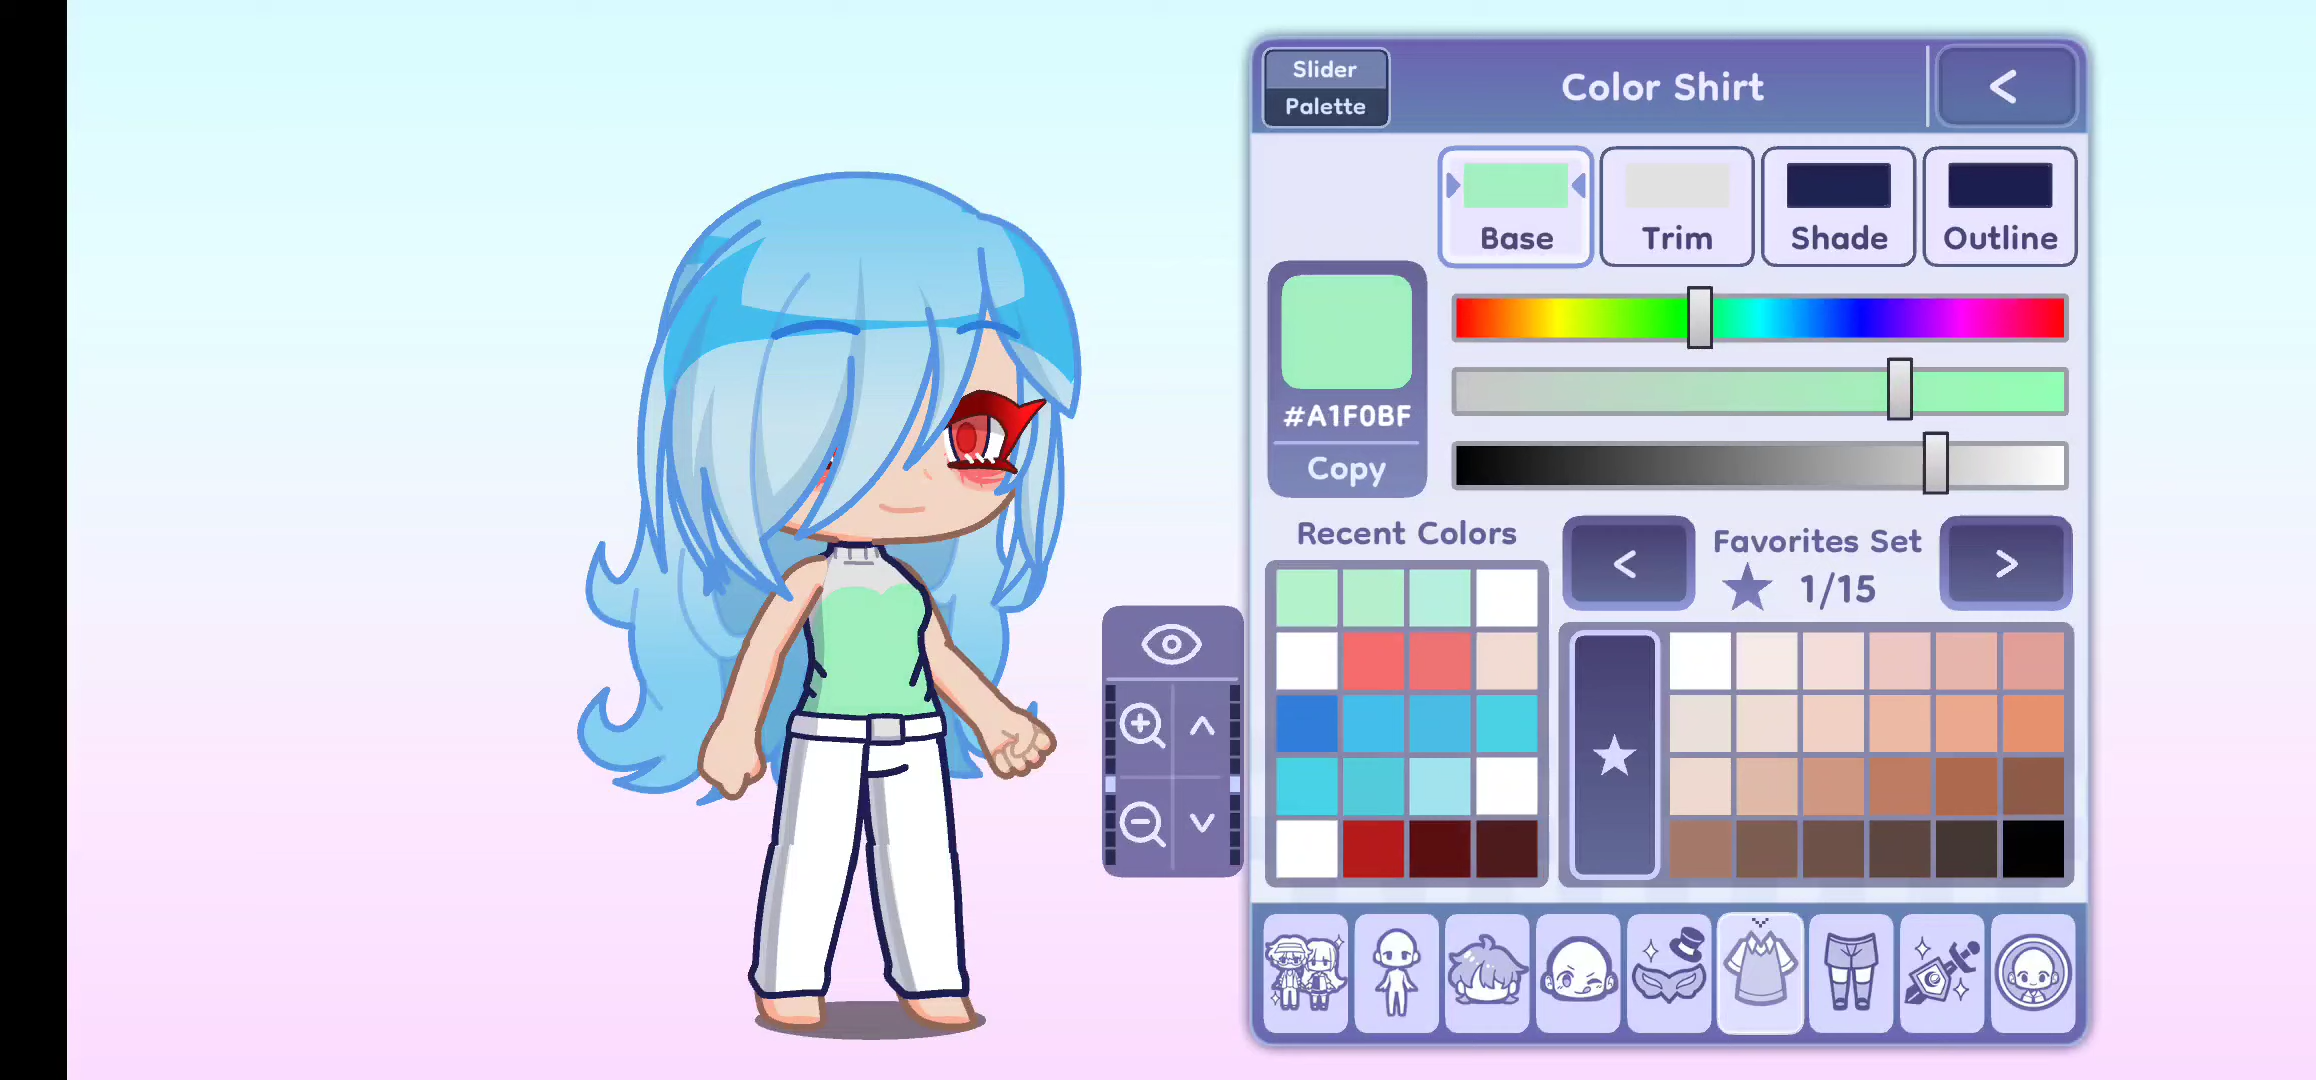 Slider
Palette
Color Shirt
<
Base
Trim
Shade
Outline
#A1F0BF
Copy
Recent Colors
<
Favorites Set
1/15
>